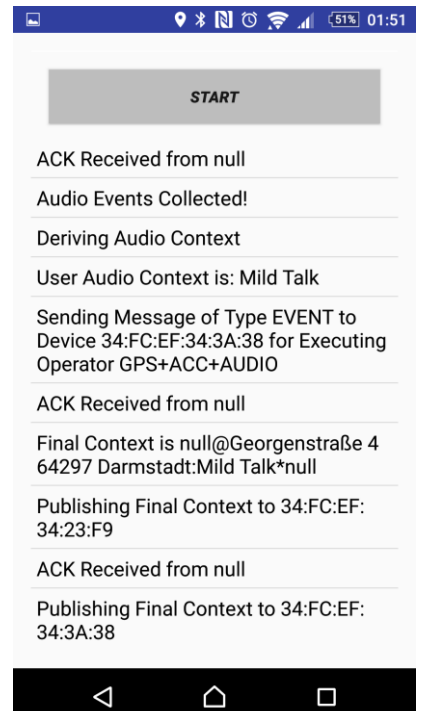 51% 01:51
START
ACK Received from null
Audio Events Collected!
Deriving Audio Context
User Audio Context is: Mild Talk
Sending Message of Type EVENT to
Device 34:FC:EF:34:3A:38 for Executing
Operator GPS+ACC+AUDIO
ACK Received from null
Final Context is null@Georgenstraße 4
64297 Darmstadt:Mild Talk*null
Publishing Final Context to 34:FC:EF:
34:23:F9
ACK Received from null
Publishing Final Context to 34:FC:EF:
34:3A:38